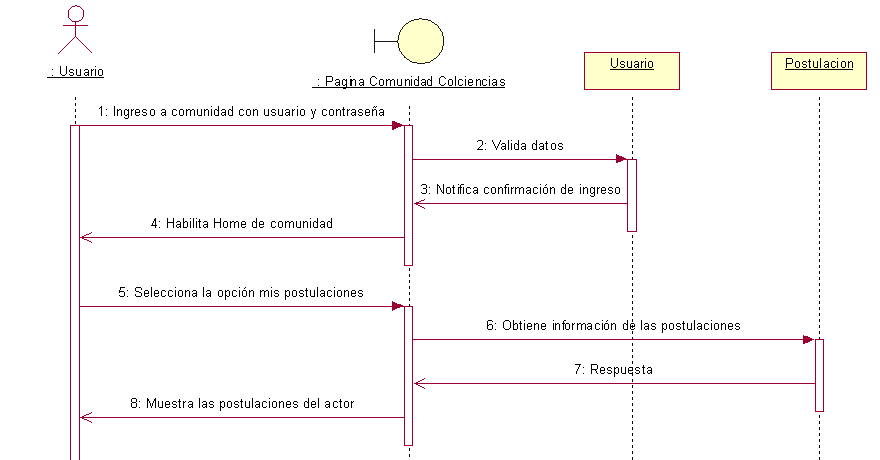 : Usuario
: Pagina Comunidad Colciencias
Usuario
Postulacion
1: Ingreso a comunidad con usuario y contraseña
2: Valida datos
3: Notifica confirmación de ingreso
4: Habilita Home de comunidad
5: Selecciona la opción mis postulaciones
6: Obtiene información de las postulaciones
7: Respuesta
8: Muestra las postulaciones del actor